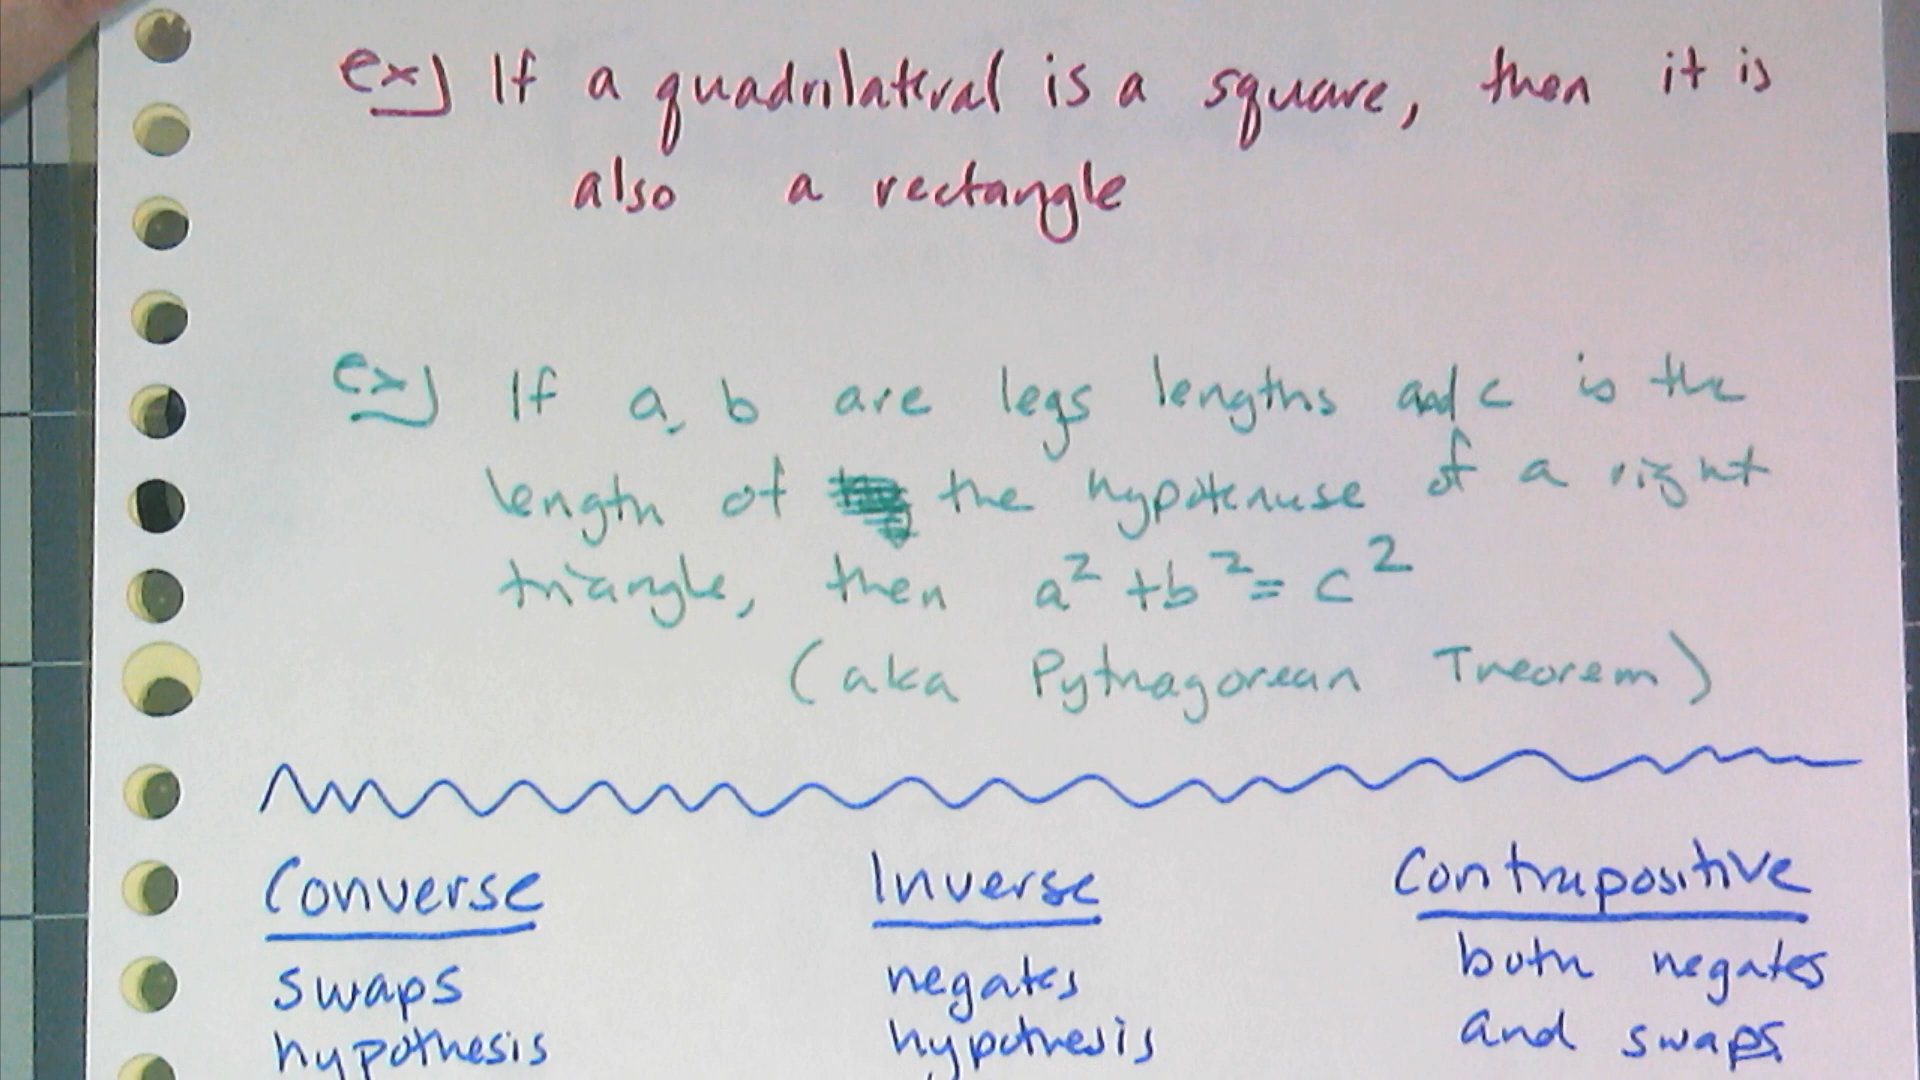 ex) If a quadrilateral is a square, then it is
also a rectangle
ex) If a, b are legs lengths and c is the
length of the hypotenuse of a right
triangle, then a² + b² = c²
(aka Pythagorean Theorem)
Converse Inverse Contrapositive
swaps negates both negates
hypothesis hypothesis and swaps